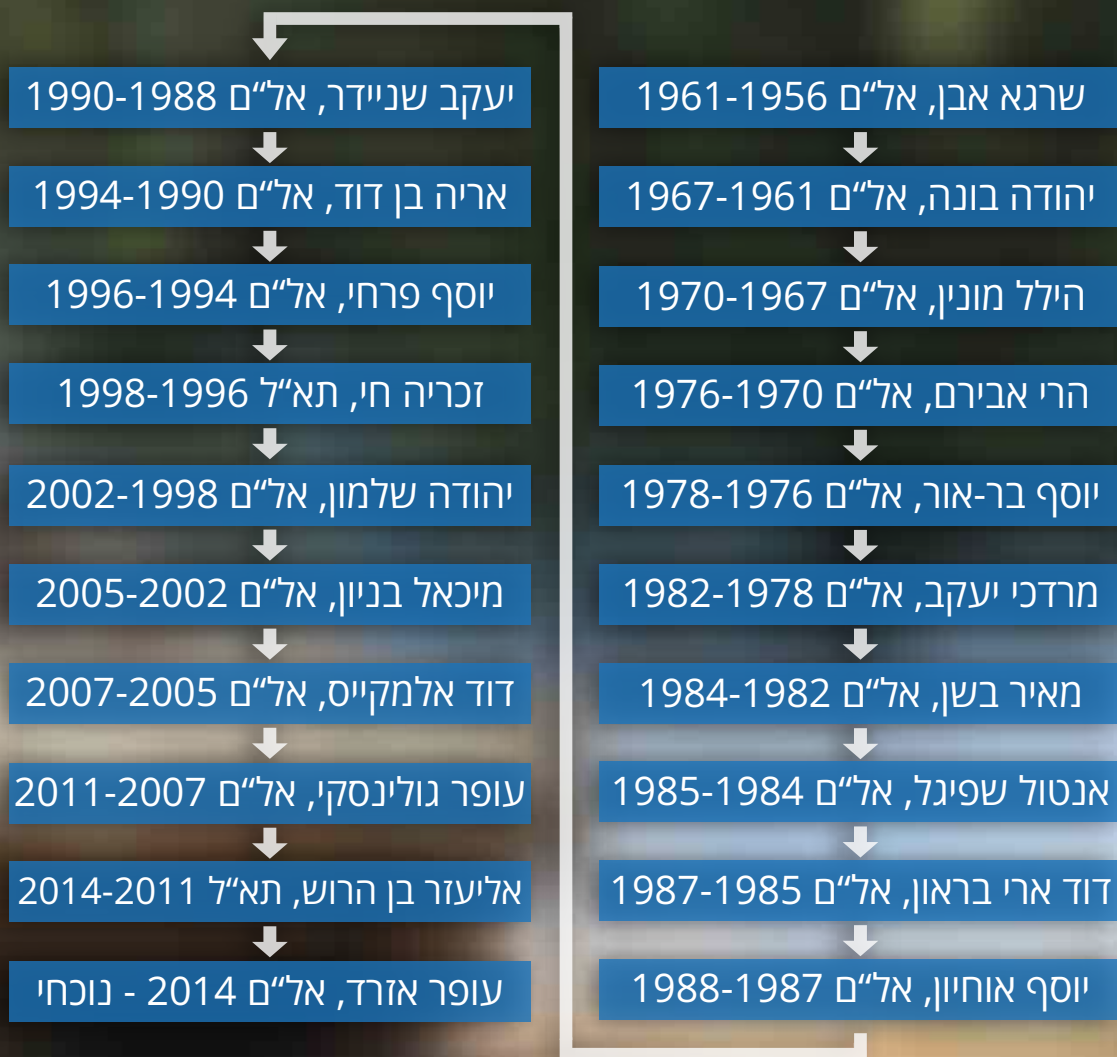 שרגא אבן, אל“ם 1961-1956
יהודה בונה, אל“ם 1967-1961
הילל מונין, אל“ם 1970-1967
הרי אבירם, אל“ם 1976-1970
יוסף בר-אור, אל“ם 1978-1976
מרדכי יעקב, אל“ם 1982-1978
מאיר בשן, אל“ם 1984-1982
אנטול שפיגל, אל“ם 1985-1984
דוד ארי בראון, אל“ם 1987-1985
יוסף אוחיון, אל“ם 1988-1987
יעקב שניידר, אל“ם 1990-1988
אריה בן דוד, אל“ם 1994-1990
יוסף פרחי, אל“ם 1996-1994
זכריה חי, תא“ל 1998-1996
יהודה שלמון, אל“ם 2002-1998
מיכאל בניון, אל“ם 2005-2002
דוד אלמקייס, אל“ם 2007-2005
עופר גולינסקי, אל“ם 2011-2007
אליעזר בן הרוש, תא“ל 2014-2011
עופר אזרד, אל“ם 2014 - נוכחי